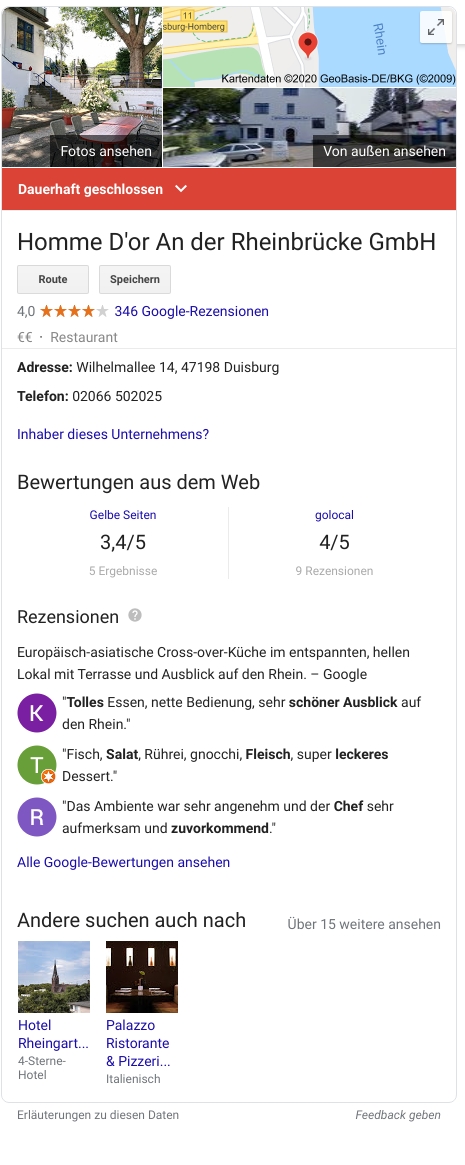 11
sburg-Homberg
Rhein
Kartendaten ©2020 GeoBasis-DE/BKG (©2009)
Fotos ansehen
Von außen ansehen
Dauerhaft geschlossen
Homme D'or An der Rheinbrücke GmbH
Route
Speichern
4,0 346 Google-Rezensionen
€€ · Restaurant
Adresse: Wilhelmallee 14, 47198 Duisburg
Telefon: 02066 502025
Inhaber dieses Unternehmens?
Bewertungen aus dem Web
Gelbe Seiten
3,4/5
5 Ergebnisse
golocal
4/5
9 Rezensionen
Rezensionen ?
Europäisch-asiatische Cross-over-Küche im entspannten, hellen
Lokal mit Terrasse und Ausblick auf den Rhein. – Google
K
"Tolles Essen, nette Bedienung, sehr schöner Ausblick auf
den Rhein."
T
"Fisch, Salat, Rührei, gnocchi, Fleisch, super leckeres
Dessert."
R
"Das Ambiente war sehr angenehm und der Chef sehr
aufmerksam und zuvorkommend."
Alle Google-Bewertungen ansehen
Andere suchen auch nach
Über 15 weitere ansehen
Hotel
Rheingart...
4-Sterne-
Hotel
Palazzo
Ristorante
& Pizzeri...
Italienisch
Erläuterungen zu diesen Daten
Feedback geben